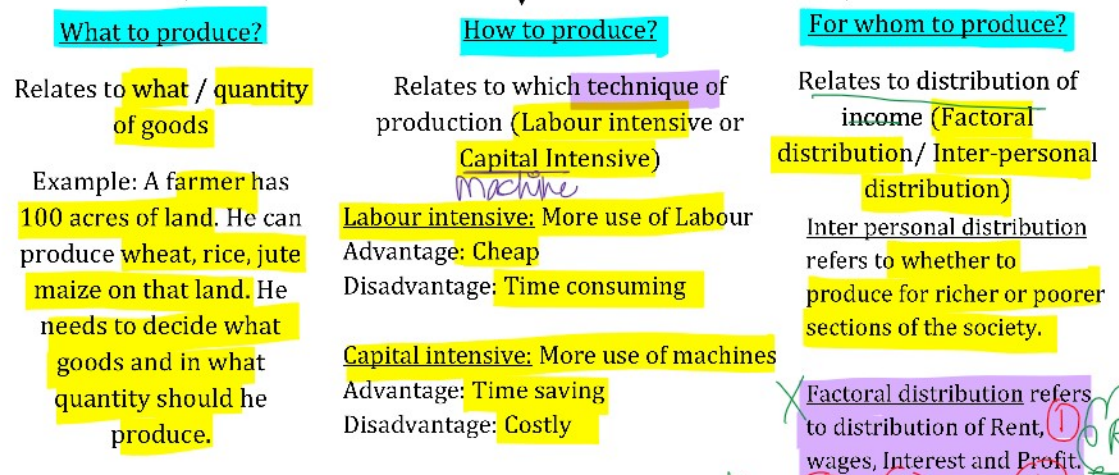 What to produce?
Relates to what / quantity
of goods
Example: A farmer has
100 acres of land. He can
produce wheat, rice, jute
maize on that land. He
needs to decide what
goods and in what
quantity should he
produce.
How to produce?
Relates to which technique of
production (Labour intensive or
Capital Intensive)
machine
Labour intensive: More use of Labour
Advantage: Cheap
Disadvantage: Time consuming
Capital intensive: More use of machines
Advantage: Time saving
Disadvantage: Costly
For whom to produce?
Relates to distribution of
income (Factoral
distribution/ Inter-personal
distribution)
Inter personal distribution
refers to whether to
produce for richer or poorer
sections of the society.
X Factoral distribution refers
to distribution of Rent, 1
wages, Interest and Profit.